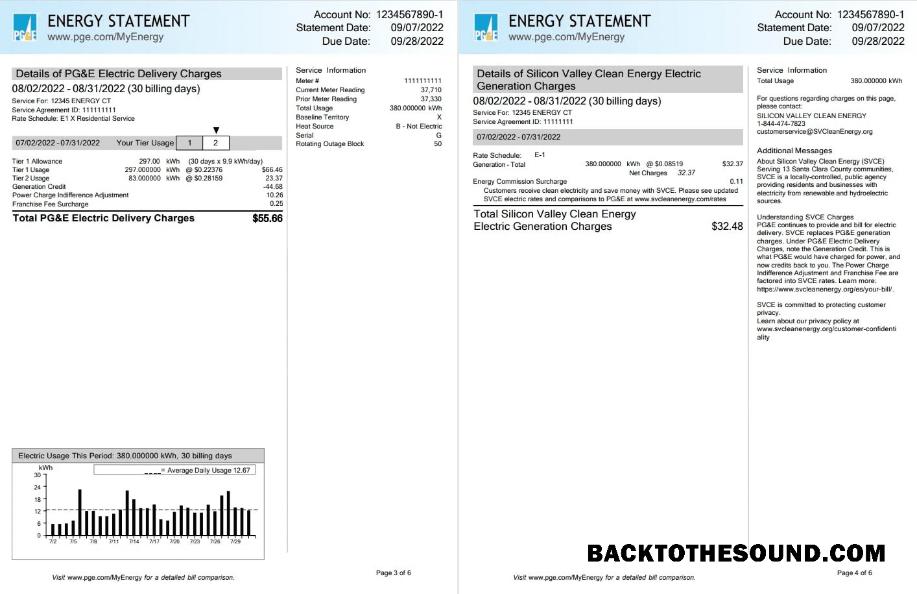 ENERGY STATEMENT
www.pge.com/MyEnergy
PG&E
Account No: 1234567890-1
Statement Date: 09/07/2022
Due Date: 09/28/2022
Details of PG&E Electric Delivery Charges
08/02/2022 - 08/31/2022 (30 billing days)
Service For: 12345 ENERGY CT
Service Agreement ID: 111111111
Rate Schedule: E1 X Residential Service
07/02/2022 - 07/31/2022 Your Tier Usage 1 2
Tier 1 Allowance 297.00 kWh (30 days x 9.9 kWh/day)
Tier 1 Usage 297.000000 kWh @ $0.22376 $66.46
Tier 2 Usage 83.000000 kWh @ $0.28159 23.37
Generation Credit -44.68
Power Charge Indifference Adjustment 10.26
Franchise Fee Surcharge 0.25
Total PG&E Electric Delivery Charges $55.66
Service Information
Meter # 1111111111
Current Meter Reading 37,710
Prior Meter Reading 37,330
Total Usage 380.000000 kWh
Baseline Territory X
Heat Source B - Not Electric
Serial G
Rotating Outage Block 50
Electric Usage This Period: 380.000000 kWh, 30 billing days
kWh
= Average Daily Usage 12.67
30
24
18
12
6
0
7/2 7/5 7/8 7/11 7/14 7/17 7/20 7/23 7/26 7/29
Visit www.pge.com/MyEnergy for a detailed bill comparison.
Page 3 of 6
ENERGY STATEMENT
www.pge.com/MyEnergy
PG&E
Account No: 1234567890-1
Statement Date: 09/07/2022
Due Date: 09/28/2022
Details of Silicon Valley Clean Energy Electric
Generation Charges
08/02/2022 - 08/31/2022 (30 billing days)
Service For: 12345 ENERGY CT
Service Agreement ID: 11111111
07/02/2022 - 07/31/2022
Rate Schedule: E-1
Generation - Total 380.000000 kWh @ $0.08519 $32.37
Net Charges 32.37
Energy Commission Surcharge 0.11
Customers receive clean electricity and save money with SVCE. Please see updated
SVCE electric rates and comparisons to PG&E at www.svcleanenergy.com/rates
Total Silicon Valley Clean Energy
Electric Generation Charges $32.48
Service Information
Total Usage 380.000000 kWh
For questions regarding charges on this page,
please contact:
SILICON VALLEY CLEAN ENERGY
1-844-474-7823
customerservice@SVCleanEnergy.org
Additional Messages
About Silicon Valley Clean Energy (SVCE)
Serving 13 Santa Clara County communities,
SVCE is a locally-controlled, public agency
providing residents and businesses with
electricity from renewable and hydroelectric
sources.
Understanding SVCE Charges
PG&E continues to provide and bill for electric
delivery. SVCE replaces PG&E generation
charges. Under PG&E Electric Delivery
Charges, note the Generation Credit. This is
what PG&E would have charged for power, and
now credits back to you. The Power Charge
Indifference Adjustment and Franchise Fee are
factored into SVCE rates. Learn more:
https://www.svcleanenergy.org/es/your-bill/.
SVCE is committed to protecting customer
privacy.
Learn about our privacy policy at
www.svcleanenergy.org/customer-confidenti
ality
BACKTOTHESOUND.COM
Visit www.pge.com/MyEnergy for a detailed bill comparison.
Page 4 of 6